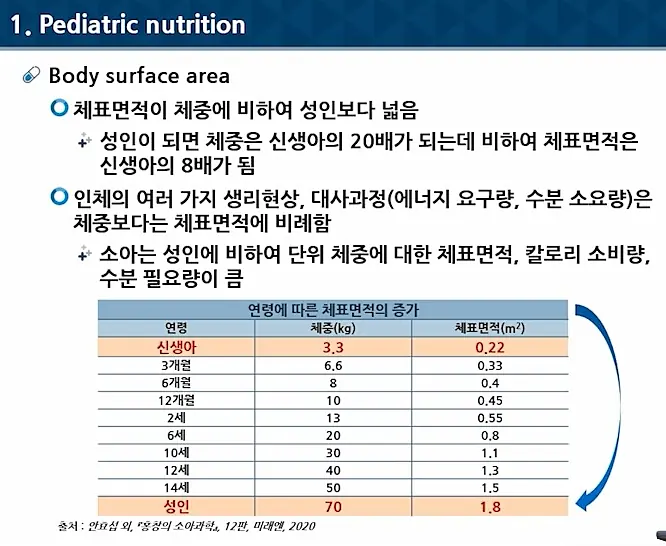 1. Pediatric nutrition
Body surface area
체표면적이 체중에 비하여 성인보다 넓음
성인이 되면 체중은 신생아의 20배가 되는데 비하여 체표면적은
신생아의 8배가 됨
인체의 여러 가지 생리현상, 대사과정(에너지 요구량, 수분 소요량)은
체중보다는 체표면적에 비례함
소아는 성인에 비하여 단위 체중에 대한 체표면적, 칼로리 소비량,
수분 필요량이 큼
연령에 따른 체표면적의 증가
연령 체중(kg) 체표면적(m²)
신생아 3.3 0.22
3개월 6.6 0.33
6개월 8 0.4
12개월 10 0.45
2세 13 0.55
6세 20 0.8
10세 30 1.1
12세 40 1.3
14세 50 1.5
성인 70 1.8
출처 : 안효섭 외, 『홍창의 소아과학』, 12판, 미래엔, 2020